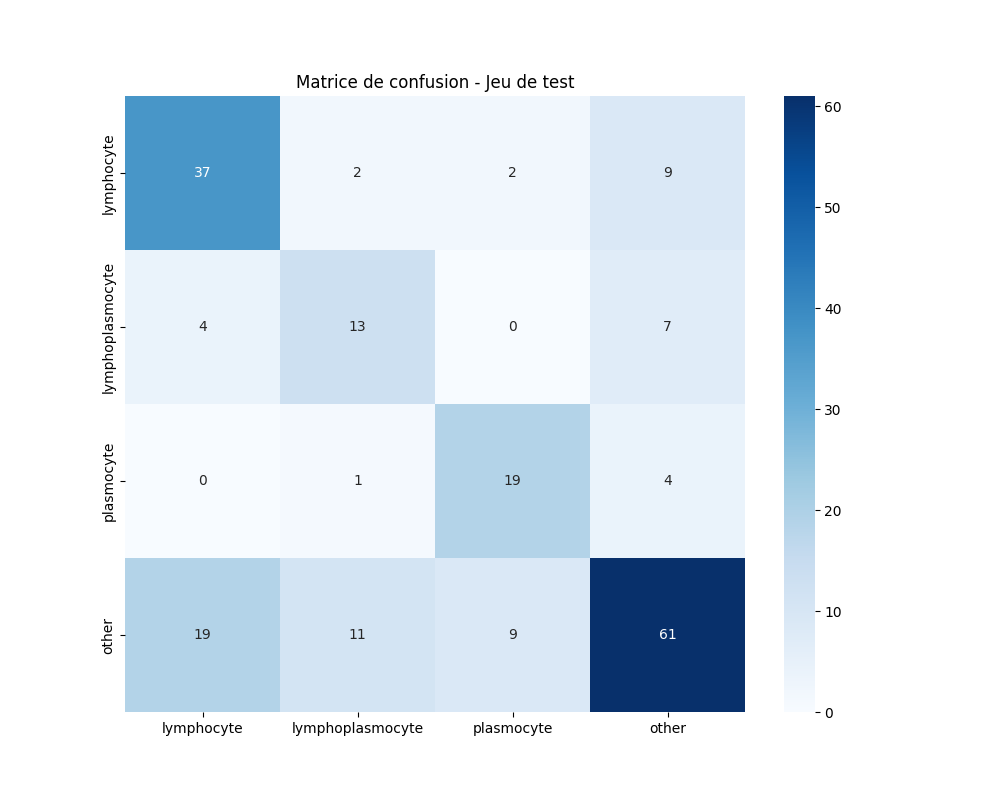 Matrice de confusion - Jeu de test
lymphocyte
37 2 2 9
lymphoplasmocyte
4 13 0 7
plasmocyte
0 1 19 4
other
19 11 9 61
lymphocyte lymphoplasmocyte plasmocyte other
60
50
40
30
20
10
0